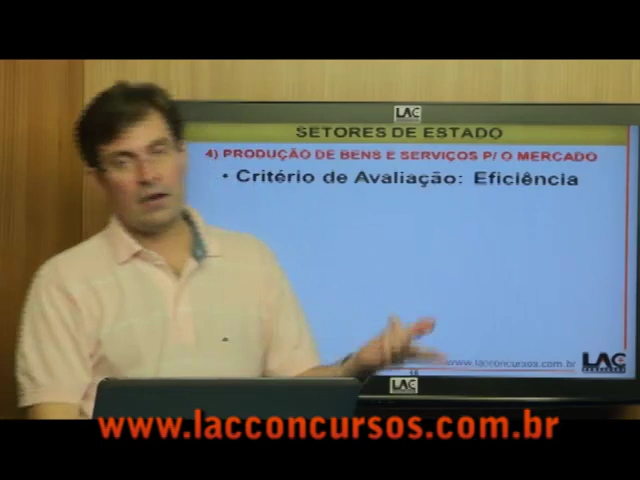 LAC
SETORES DE ESTADO
4) PRODUÇÃO DE BENS E SERVIÇOS P/ O MERCADO
• Critério de Avaliação: Eficiência
www.lacconcursos.com.br
LAC
18
LAC
www.lacconcursos.com.br